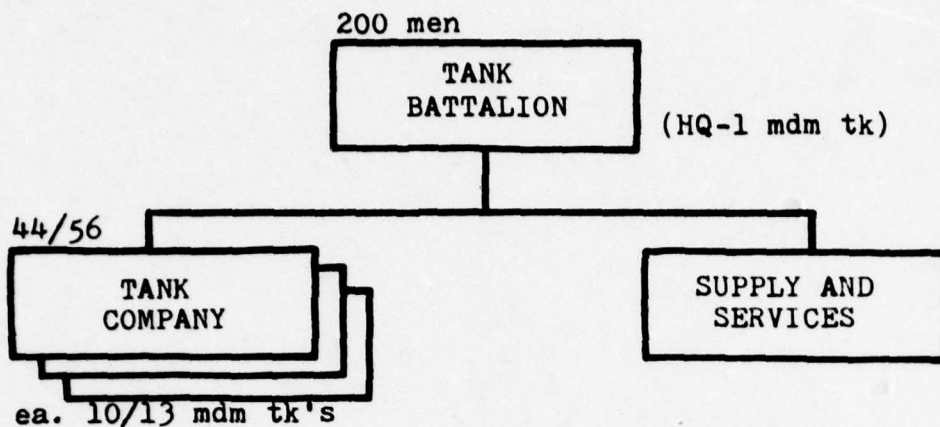 200 men
TANK
BATTALION
(HQ-1 mdm tk)
44/56
TANK
COMPANY
ea. 10/13 mdm tk's
SUPPLY AND
SERVICES